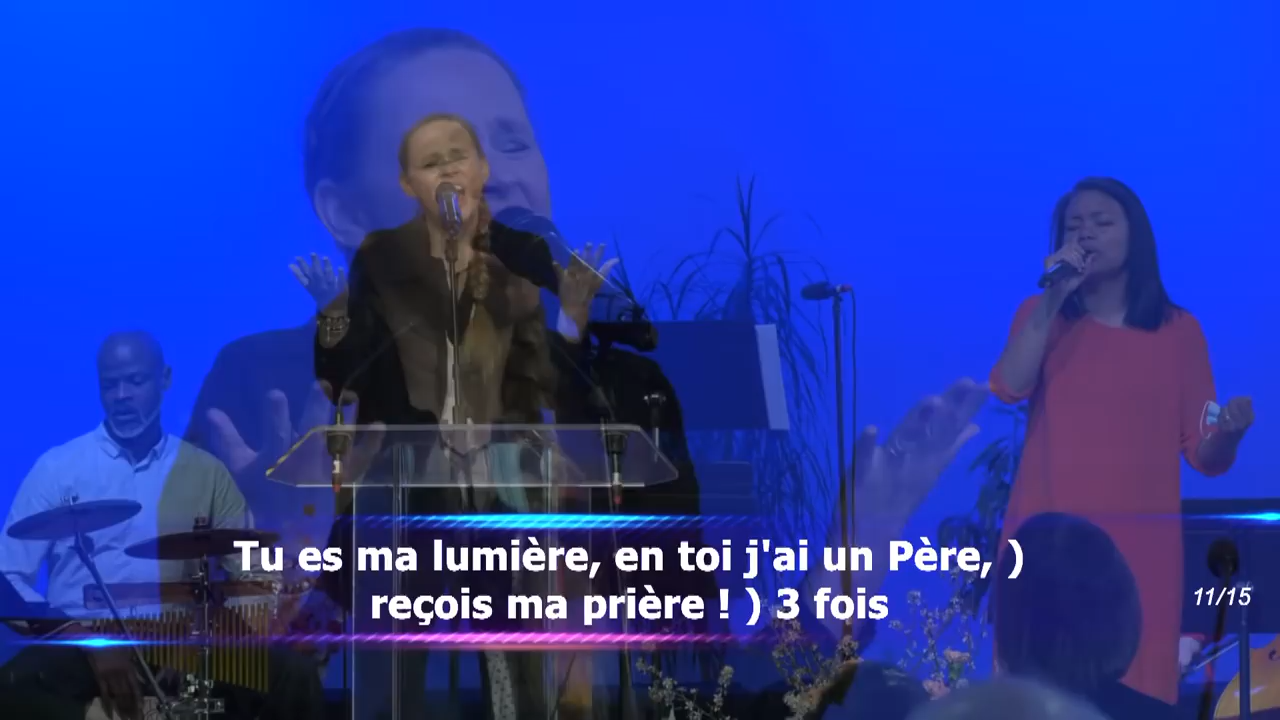 Tu es ma lumière, en toi j'ai un Père, )
reçois ma prière ! ) 3 fois
11/15